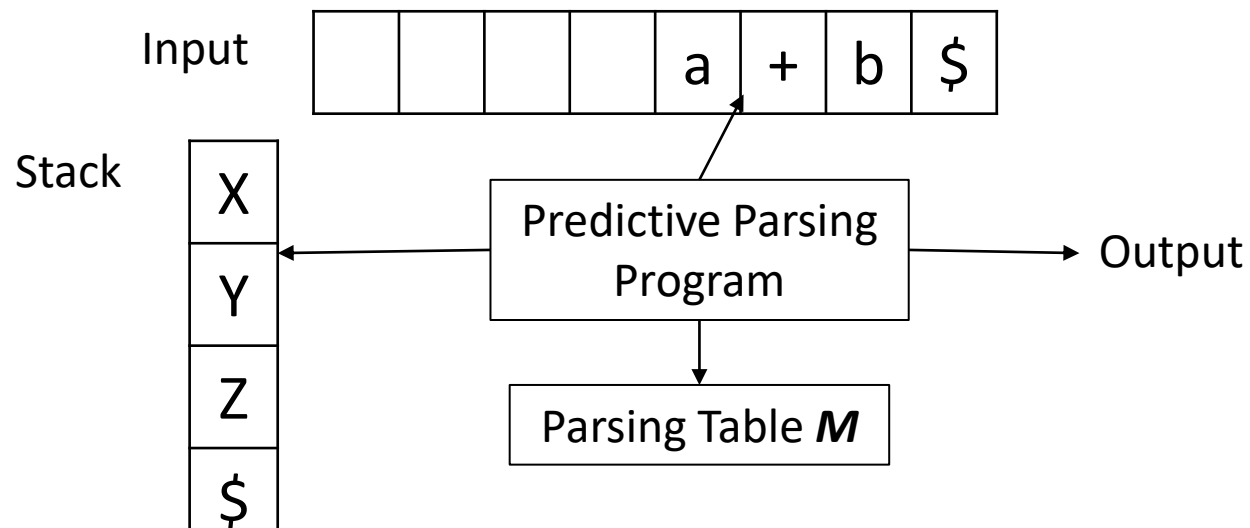 Input
a + b $
Stack
X
Y
Z
$
Predictive Parsing
Program
Output
Parsing Table M